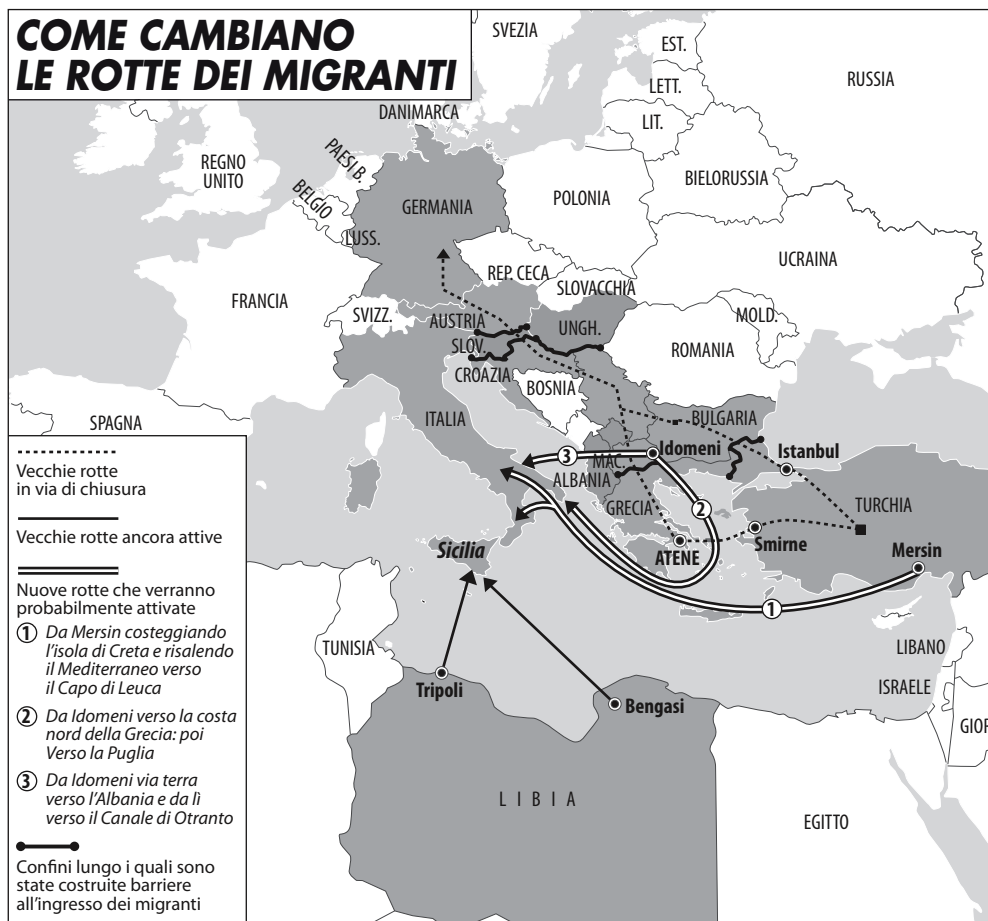 COME CAMBIANO
LE ROTTE DEI MIGRANTI
SVEZIA
EST.
RUSSIA
LETT.
DANIMARCA
LIT.
REGNO
UNITO
PAESI B.
BIELORUSSIA
BELGIO
GERMANIA
POLONIA
LUSS.
UCRAINA
REP. CECA
SLOVACCHIA
FRANCIA
SVIZZ.
AUSTRIA
UNGH.
MOLD.
SLOV.
ROMANIA
CROAZIA
BOSNIA
SPAGNA
ITALIA
BULGARIA
Idomeni
Istanbul
3
MAC.
ALBANIA
2
GRECIA
TURCHIA
ATENE
Smirne
Mersin
Sicilia
1
TUNISIA
LIBANO
ISRAELE
Tripoli
Bengasi
GIOR
LIBIA
EGITTO
Vecchie rotte
in via di chiusura
Vecchie rotte ancora attive
Nuove rotte che verranno
probabilmente attivate
1 Da Mersin costeggiando
l'isola di Creta e risalendo
il Mediterraneo verso
il Capo di Leuca
2 Da Idomeni verso la costa
nord della Grecia: poi
Verso la Puglia
3 Da Idomeni via terra
verso l'Albania e da lì
verso il Canale di Otranto
Confini lungo i quali sono
state costruite barriere
all'ingresso dei migranti